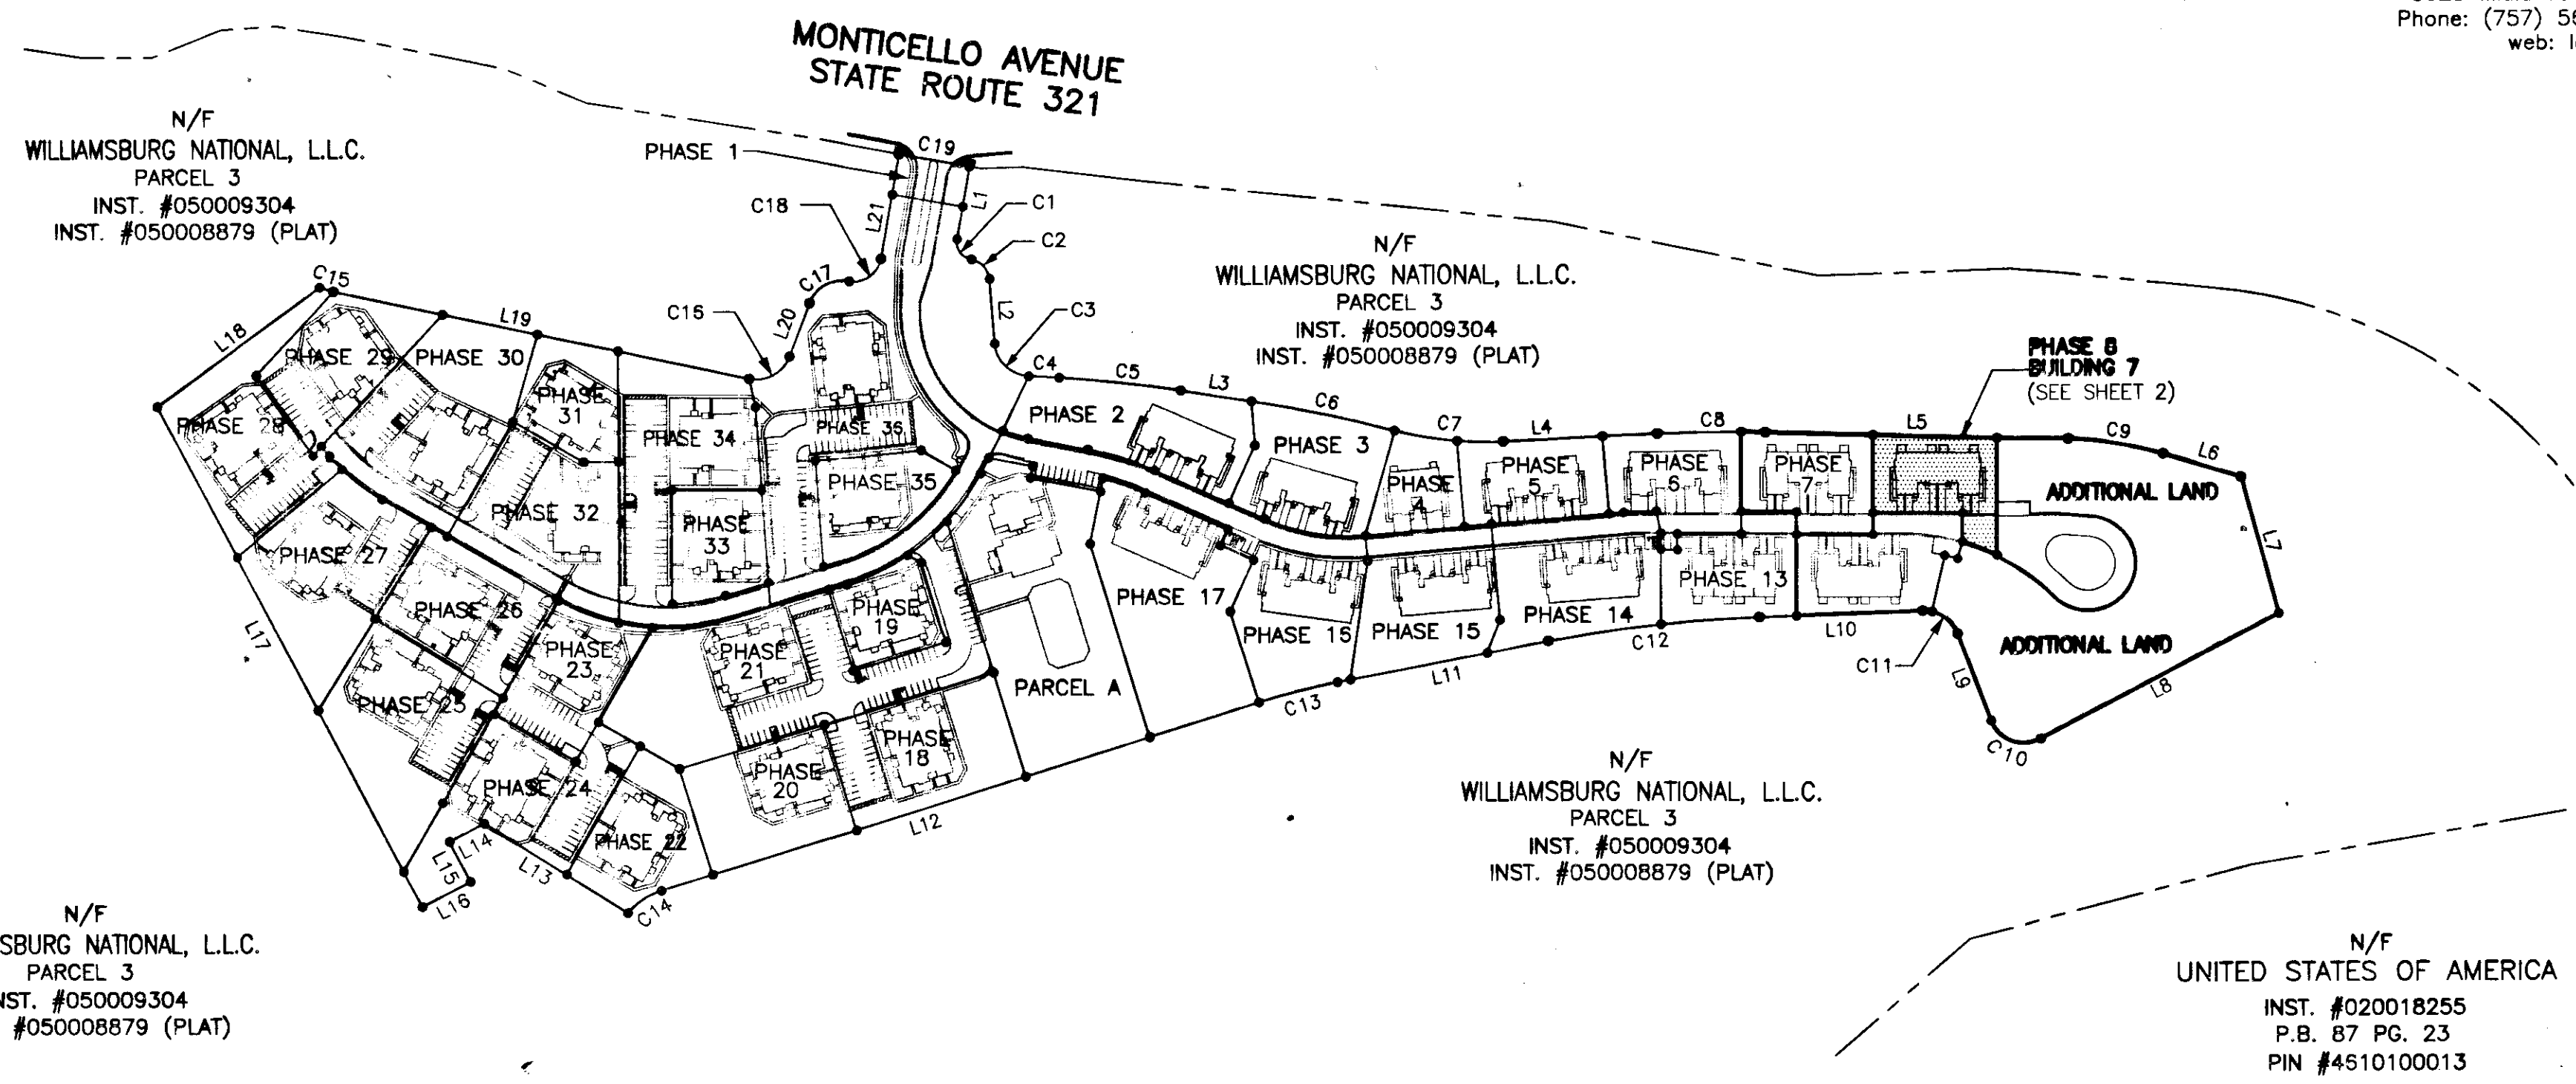 Phone: (757)
web:
MONTICELLO AVENUE
STATE ROUTE 321
N/F
WILLIAMSBURG NATIONAL, L.L.C.
PARCEL 3
INST. #050009304
INST. #050008879 (PLAT)
PHASE 1
C19
L1
C1
C18
L21
C2
C17
L2
C3
C16
L20
N/F
WILLIAMSBURG NATIONAL, L.L.C.
PARCEL 3
INST. #050009304
INST. #050008879 (PLAT)
C15
L18
L19
PHASE 29
PHASE 30
PHASE 28
PHASE
31
PHASE 34
PHASE 36
PHASE 35
PHASE 32
PHASE
33
PHASE 27
PHASE 26
PHASE 25
PHASE
23
PHASE 24
PHASE 22
PHASE
21
PHASE
19
PHASE
20
PHASE
18
PARCEL A
L17
L14
L15
L16
L13
C14
L12
C4
C5
L3
C6
C7
L4
C8
L5
C9
L6
L7
L8
PHASE 2
PHASE 3
PHASE
4
PHASE
5
PHASE
6
PHASE
7
PHASE 8
BUILDING 7
(SEE SHEET 2)
ADDITIONAL LAND
ADDITIONAL LAND
PHASE 17
PHASE 16
PHASE 15
PHASE 14
PHASE 13
C13
L11
C12
L10
C11
L9
C10
N/F
WILLIAMSBURG NATIONAL, L.L.C.
PARCEL 3
INST. #050009304
INST. #050008879 (PLAT)
N/F
SBURG NATIONAL, L.L.C.
PARCEL 3
NST. #050009304
#050008879 (PLAT)
N/F
UNITED STATES OF AMERICA
INST. #020018255
P.B. 87 PG. 23
PIN #4610100013